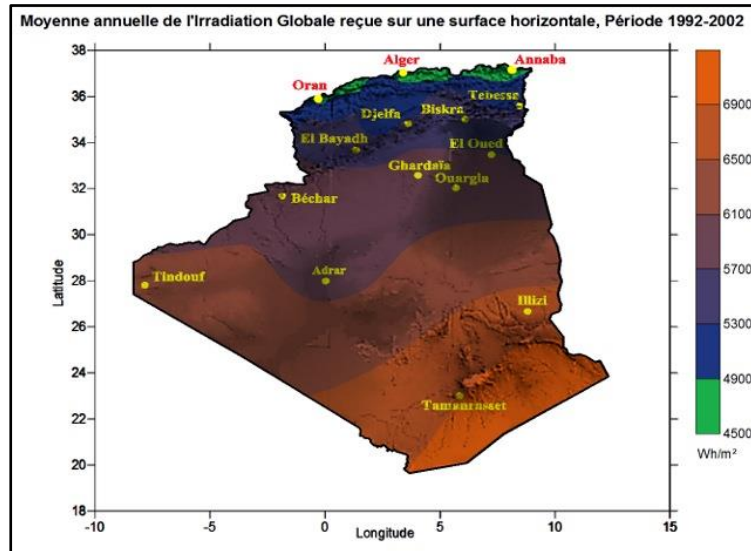 Moyenne annuelle de l'Irradiation Globale reçue sur une surface horizontale, Période 1992-2002
38
36
34
32
30
28
26
24
22
20
18
Latitude
-10
-5
0
5
10
15
Longitude
Alger
Annaba
Oran
Tebessa
Biskra
Djelfa
El Bayadh
El Oued
Ghardaïa
Ouargla
Béchar
Tindouf
Adrar
Illizi
Tamanrasset
6900
6500
6100
5700
5300
4900
4500
Wh/m²